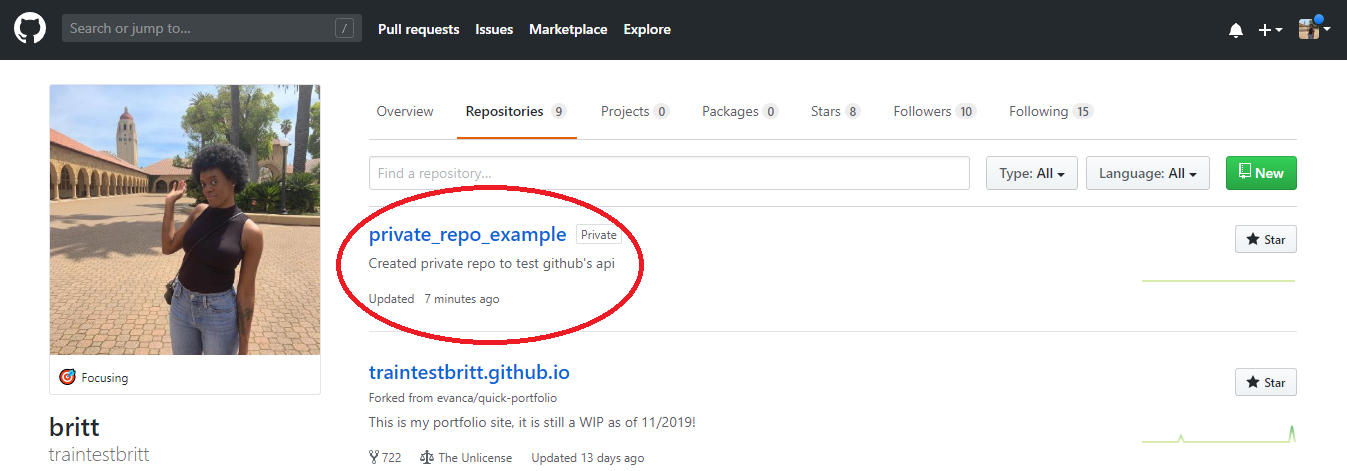 Search or jump to... /
Pull requests Issues Marketplace Explore
Overview Repositories 9 Projects 0 Packages 0 Stars 8 Followers 10 Following 15
Find a repository...
Type: All Language: All New
private_repo_example Private
Star
Created private repo to test github's api
Updated 7 minutes ago
traintestbritt.github.io
Star
Forked from evanca/quick-portfolio
This is my portfolio site, it is still a WIP as of 11/2019!
722 The Unlicense Updated 13 days ago
Focusing
britt
traintestbritt